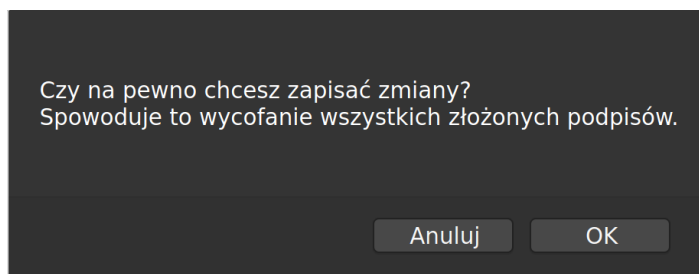 Czy na pewno chcesz zapisać zmiany?
Spowoduje to wycofanie wszystkich złożonych podpisów.
Anuluj OK